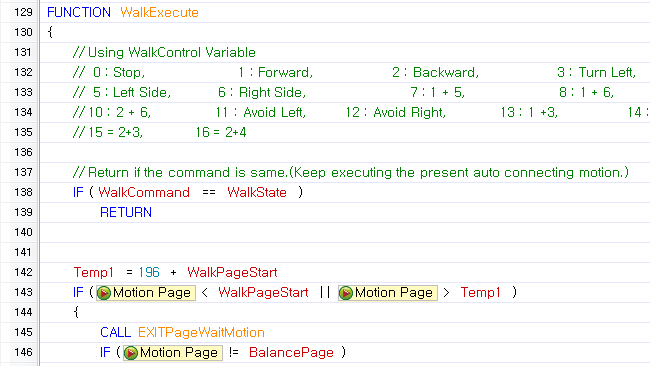 129 FUNCTION WalkExecute
130 {
131 // Using WalkControl Variable
132 // 0 : Stop, 1 : Forward, 2 : Backward, 3 : Turn Left,
133 // 5 : Left Side, 6 : Right Side, 7 : 1 + 5, 8 : 1 + 6,
134 //10 : 2 + 6, 11 : Avoid Left, 12 : Avoid Right, 13 : 1 +3, 14 :
135 //15 = 2+3, 16 = 2+4
136
137 // Return if the command is same.(Keep executing the present auto connecting motion.)
138 IF ( WalkCommand == WalkState )
139 RETURN
140
141
142 Temp1 = 196 + WalkPageStart
143 IF ( Motion Page < WalkPageStart || Motion Page > Temp1 )
144 {
145 CALL EXITPageWaitMotion
146 IF ( Motion Page != BalancePage )